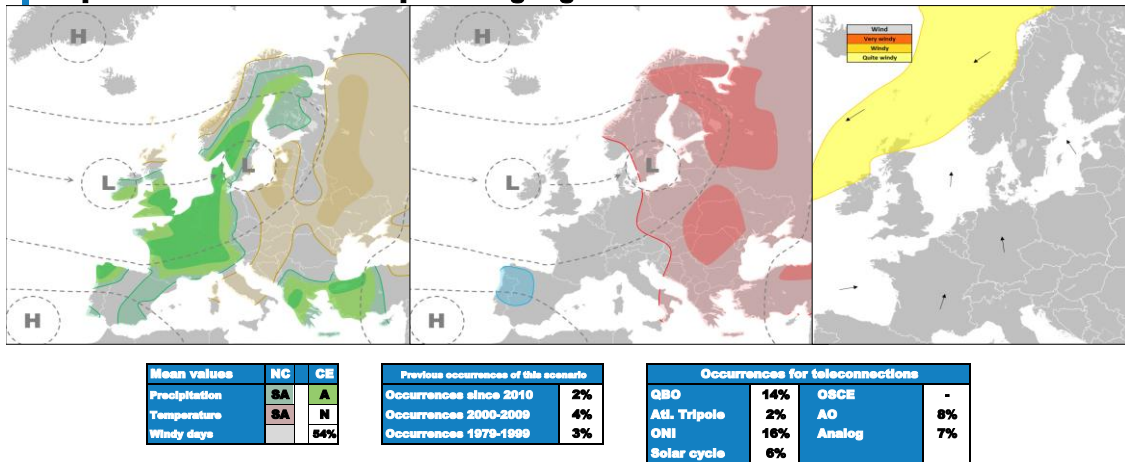 H
L
L
H
H
L
L
H
Wind
Very windy
Windy
Quite windy
Mean values NC CE
Precipitation SA A
Temperature SA N
Windy days 54%
Previous occurrences of this scenario
Occurrences since 2010 2%
Occurrences 2000-2009 4%
Occurrences 1979-1999 3%
Occurrences for teleconnections
QBO 14% OSCE -
Atl. Tripole 2% AO 8%
ONI 16% Analog 7%
Solar cycle 6%